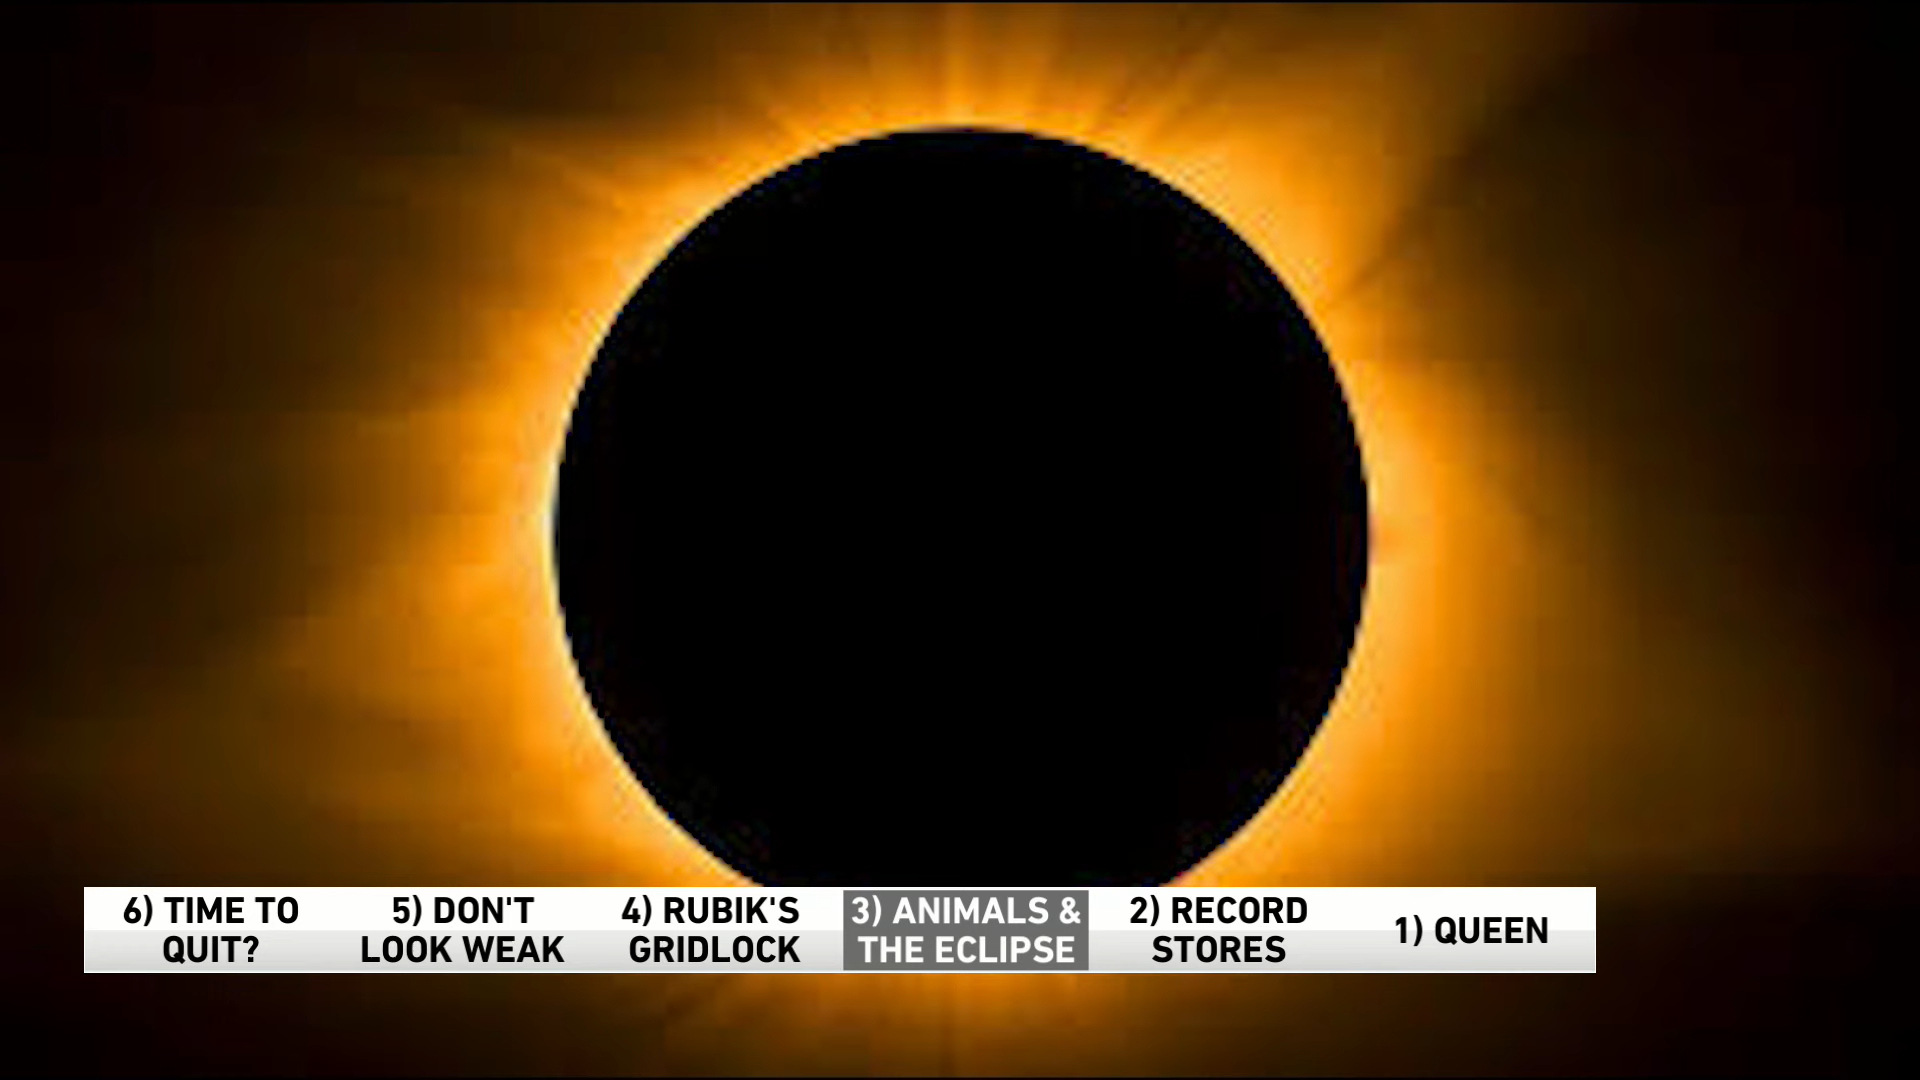 6) TIME TO
QUIT?
5) DON'T
LOOK WEAK
4) RUBIK'S
GRIDLOCK
3) ANIMALS &
THE ECLIPSE
2) RECORD
STORES
1) QUEEN